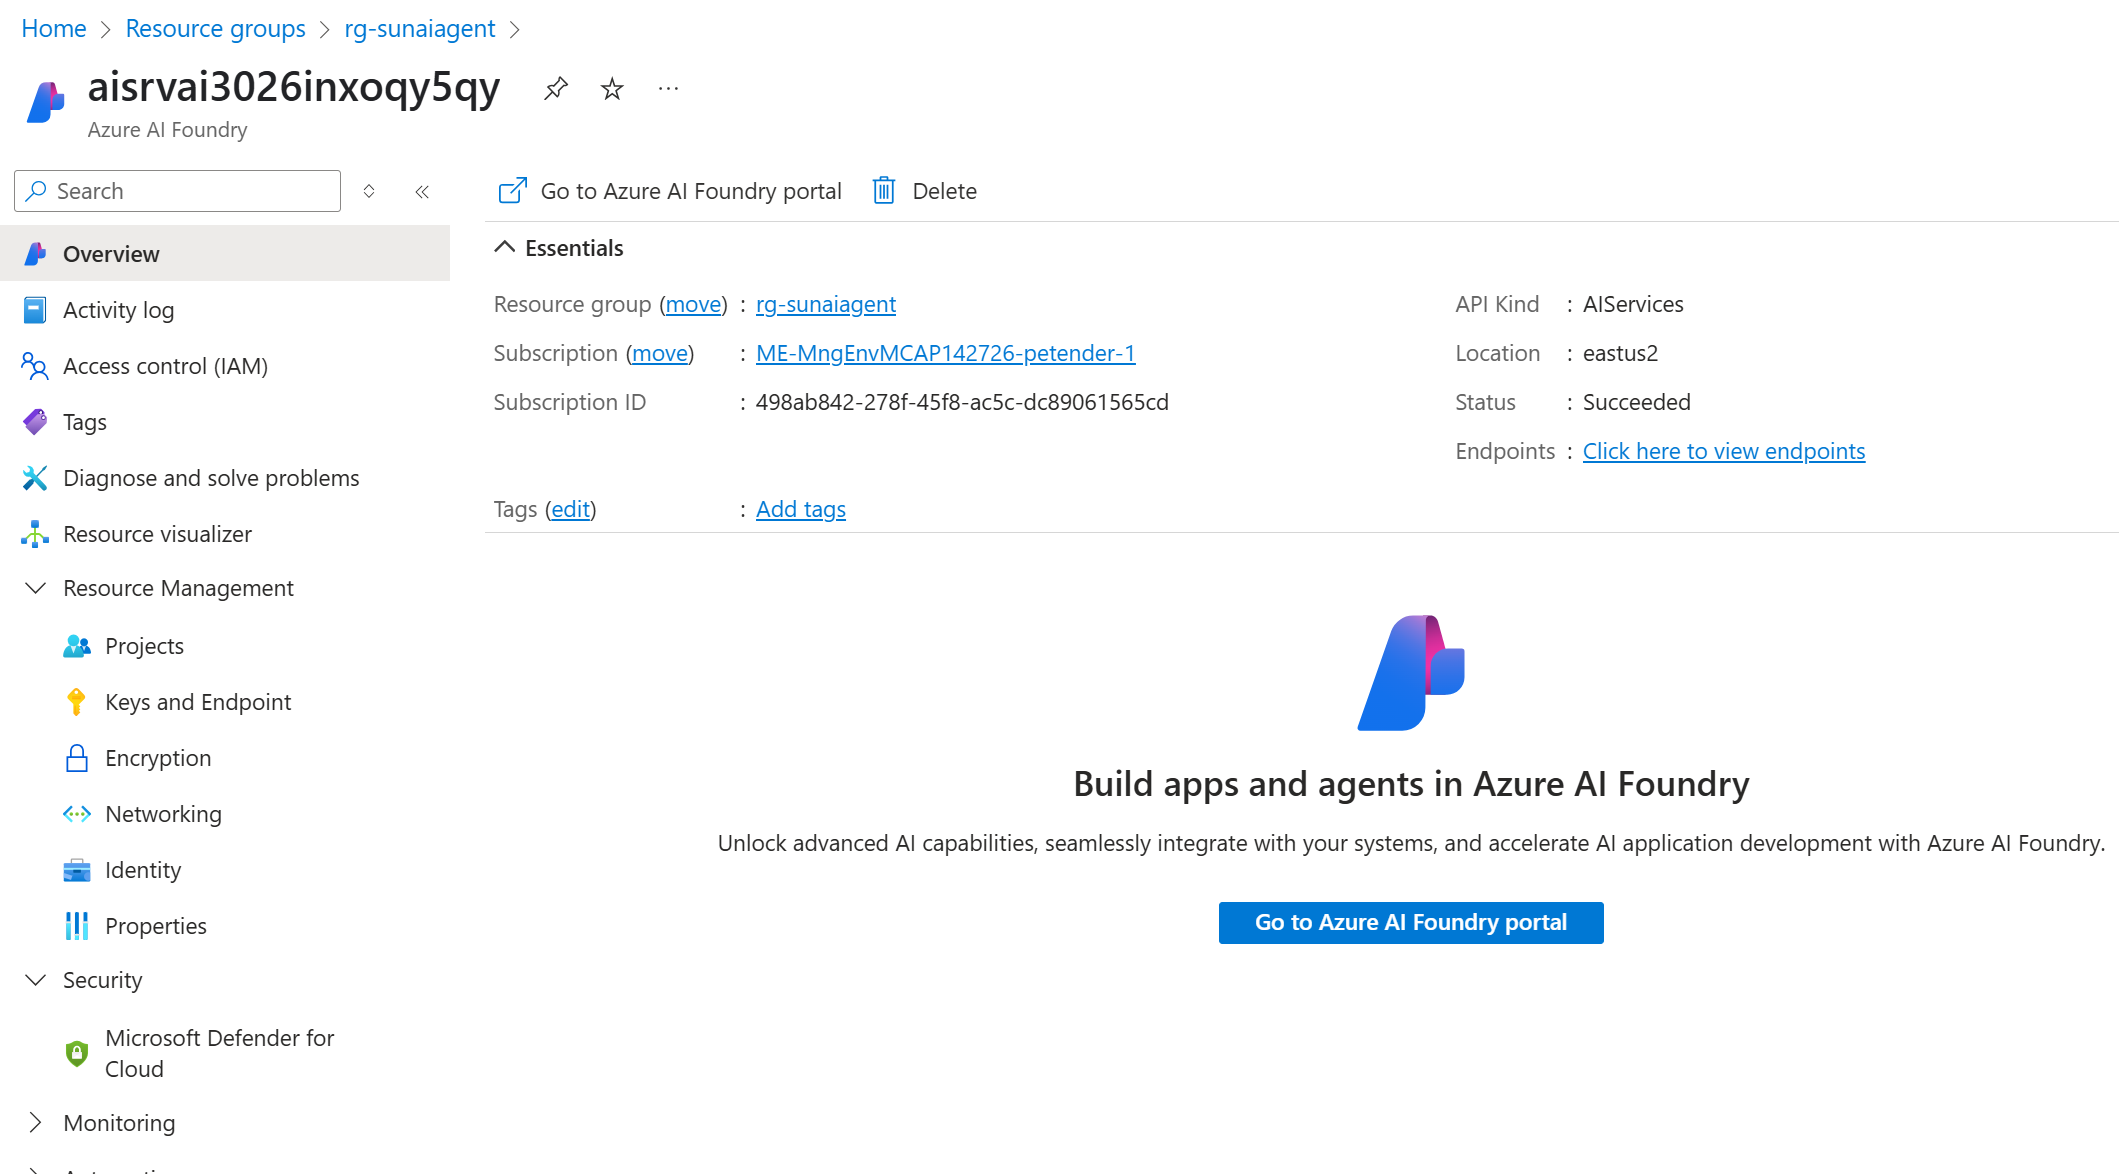 Home > Resource groups > rg-sunaiagent >
aisrvai3026inxoqy5qy
Azure AI Foundry
Search
Overview
Activity log
Access control (IAM)
Tags
Diagnose and solve problems
Resource visualizer
Resource Management
Projects
Keys and Endpoint
Encryption
Networking
Identity
Properties
Security
Microsoft Defender for
Cloud
Monitoring
Go to Azure AI Foundry portal
Delete
Essentials
Resource group (move) : rg-sunaiagent
Subscription (move) : ME-MngEnvMCAP142726-petender-1
Subscription ID : 498ab842-278f-45f8-ac5c-dc89061565cd
Tags (edit) : Add tags
API Kind : AIServices
Location : eastus2
Status : Succeeded
Endpoints : Click here to view endpoints
Build apps and agents in Azure AI Foundry
Unlock advanced AI capabilities, seamlessly integrate with your systems, and accelerate AI application development with Azure AI Foundry.
Go to Azure AI Foundry portal